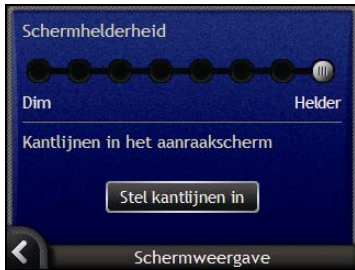 Schermhelderheid
Dim Helder
Kantlijnen in het aanraakscherm
Stel kantlijnen in
Schermweergave